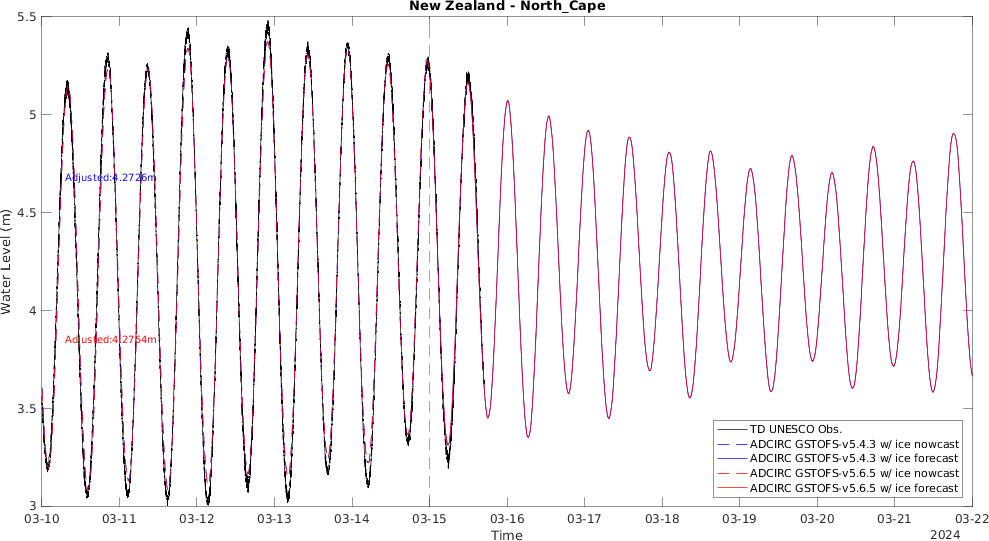 New Zealand - North_Cape
Water Level (m)
5.5
5
4.5
4
3.5
3
Adjusted:4.2726m
Adjusted:4.2754m
TD UNESCO Obs.
ADCIRC GSTOFS-v5.4.3 w/ ice nowcast
ADCIRC GSTOFS-v5.4.3 w/ ice forecast
ADCIRC GSTOFS-v5.6.5 w/ ice nowcast
ADCIRC GSTOFS-v5.6.5 w/ ice forecast
03-10 03-11 03-12 03-13 03-14 03-15 03-16 03-17 03-18 03-19 03-20 03-21 03-22
Time
2024